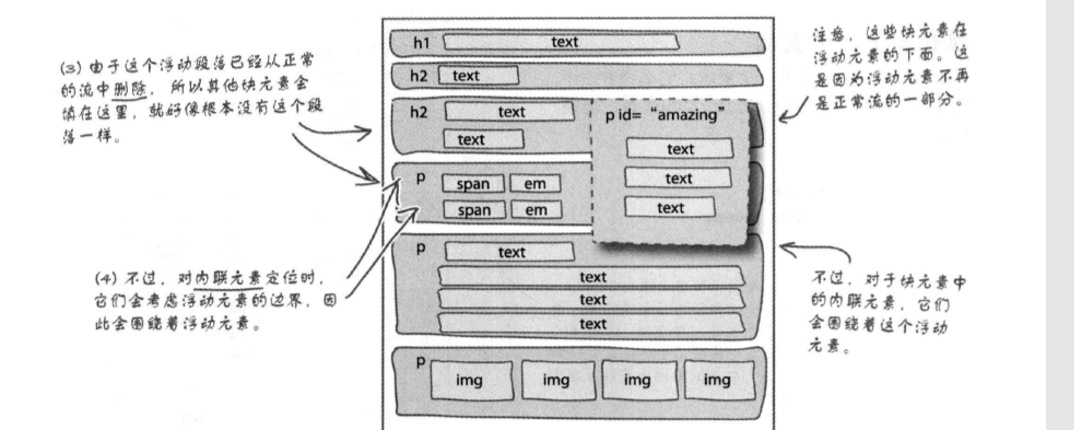 (3) 由于这个浮动段落已经从正常
的流中删除，所以其他块元素会
填在这里，就好像根本没有这个段
落一样。
(4) 不过，对内联元素定位时，
它们会考虑浮动元素的边界，因
此会围绕着浮动元素。
h1 text
h2 text
h2 text
text
p id= “amazing”
text
text
text
p span em
span em
p text
text
text
text
p img img img img
注意，这些块元素在
浮动元素的下面。这
是因为浮动元素不再
是正常流的一部分。
不过，对于块元素中
的内联元素，它们
会围绕着这个浮动
元素。